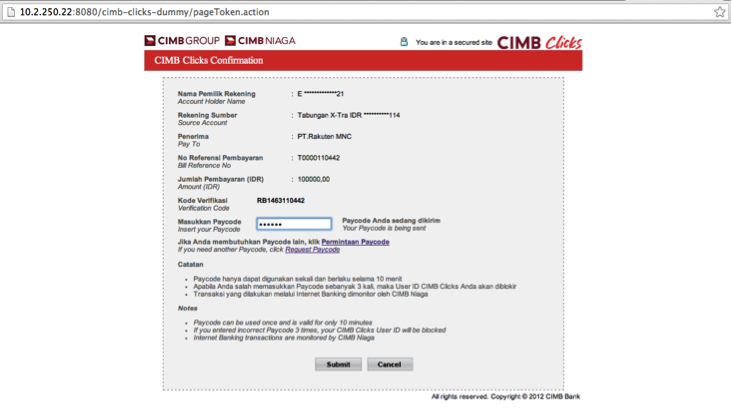 10.2.250.22:8080/cimb-clicks-dummy/pageToken.action
CIMBGROUP CIMBNIAGA
You are in a secured site CIMB Clicks
CIMB Clicks Confirmation
Nama Pemilik Rekening : E *************21
Account Holder Name
Rekening Sumber : Tabungan X-Tra IDR **********114
Source Account
Penerima : PT.Rakuten MNC
Pay To
No Referensi Pembayaran : T0000110442
Bill Reference No
Jumlah Pembayaran (IDR) : 100000,00
Amount (IDR)
Kode Verifikasi RB1463110442
Verification Code
Masukkan Paycode •••••• Paycode Anda sedang dikirim
Insert your Paycode Your Paycode is being sent
Jika Anda membutuhkan Paycode lain, klik Permintaan Paycode
If you need another Paycode, click Request Paycode
Catatan
• Paycode hanya dapat digunakan sekali dan berlaku selama 10 menit
• Apabila Anda salah memasukkan Paycode sebanyak 3 kali, maka User ID CIMB Clicks Anda akan diblokir
• Transaksi yang dilakukan melalui Internet Banking dimonitor oleh CIMB Niaga
Notes
• Paycode can be used once and is valid for only 10 minutes
• If you entered incorrect Paycode 3 times, your CIMB Clicks User ID will be blocked
• Internet Banking transactions are monitored by CIMB Niaga
Submit Cancel
All rights reserved. Copyright © 2012 CIMB Bank